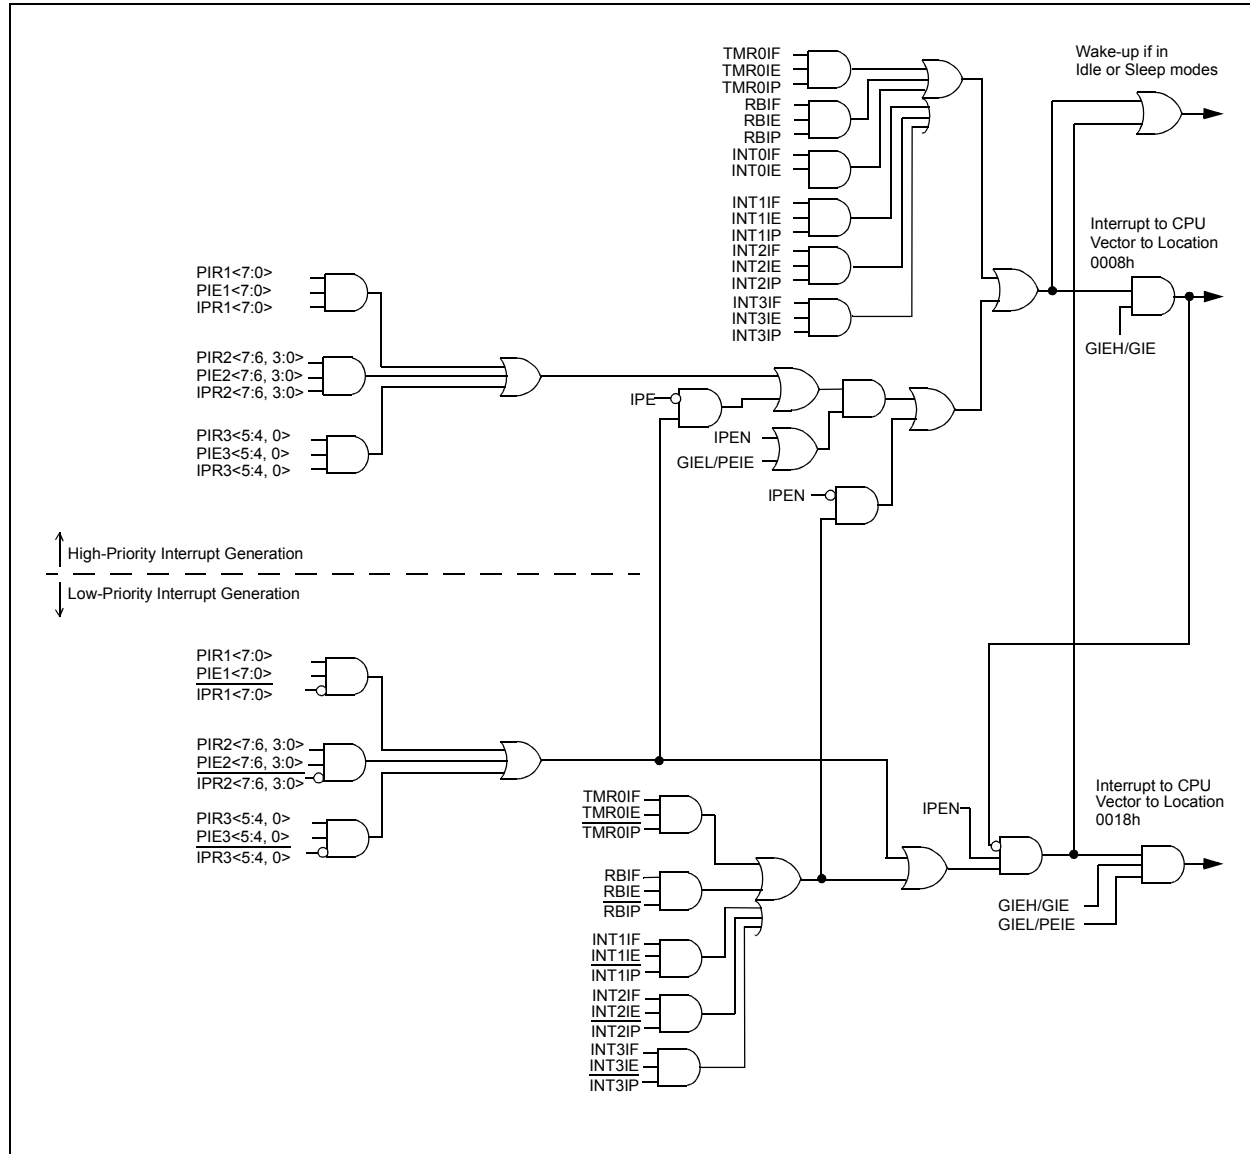 TMR0IF
TMR0IE
TMR0IP
RBIF
RBIE
RBIP
INT0IF
INT0IE
INT1IF
INT1IE
INT1IP
INT2IF
INT2IE
INT2IP
INT3IF
INT3IE
INT3IP
Wake-up if in
Idle or Sleep modes
Interrupt to CPU
Vector to Location
0008h
GIEH/GIE
PIR1<7:0>
PIE1<7:0>
IPR1<7:0>
PIR2<7:6, 3:0>
PIE2<7:6, 3:0>
IPR2<7:6, 3:0>
PIR3<5:4, 0>
PIE3<5:4, 0>
IPR3<5:4, 0>
IPE
IPEN
GIEL/PEIE
IPEN
High-Priority Interrupt Generation
Low-Priority Interrupt Generation
PIR1<7:0>
PIE1<7:0>
IPR1<7:0>
PIR2<7:6, 3:0>
PIE2<7:6, 3:0>
IPR2<7:6, 3:0>
PIR3<5:4, 0>
PIE3<5:4, 0>
IPR3<5:4, 0>
TMR0IF
TMR0IE
TMR0IP
RBIF
RBIE
RBIP
INT1IF
INT1IE
INT1IP
INT2IF
INT2IE
INT2IP
INT3IF
INT3IE
INT3IP
IPEN
Interrupt to CPU
Vector to Location
0018h
GIEH/GIE
GIEL/PEIE